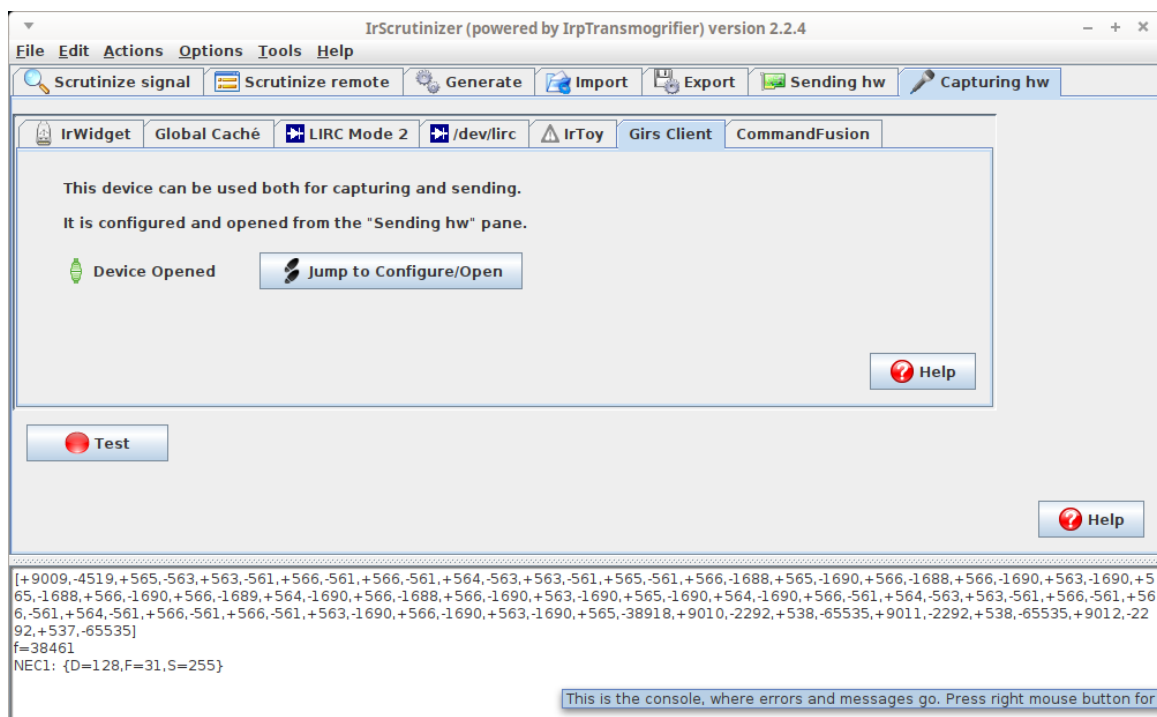 IrScrutinizer (powered by IrpTransmogrifier) version 2.2.4
File Edit Actions Options Tools Help
Scrutinize signal Scrutinize remote Generate Import Export Sending hw Capturing hw
IrWidget Global Caché LIRC Mode 2 /dev/lirc IrToy Girs Client CommandFusion
This device can be used both for capturing and sending.
It is configured and opened from the "Sending hw" pane.
Device Opened Jump to Configure/Open
Help
Test
Help
[+9009,-4519,+565,-563,+563,-561,+566,-561,+566,-561,+564,-563,+563,-561,+565,-561,+566,-1688,+565,-1690,+566,-1688,+566,-1690,+563,-1690,+5
65,-1688,+566,-1690,+566,-1689,+564,-1690,+566,-1688,+566,-1690,+563,-1690,+565,-1690,+564,-1690,+566,-561,+564,-563,+563,-561,+566,-561,+56
6,-561,+564,-561,+566,-561,+566,-561,+563,-1690,+566,-1690,+563,-1690,+565,-38918,+9010,-2292,+538,-65535,+9011,-2292,+538,-65535,+9012,-22
92,+537,-65535]
f=38461
NEC1: {D=128,F=31,S=255}
This is the console, where errors and messages go. Press right mouse button for